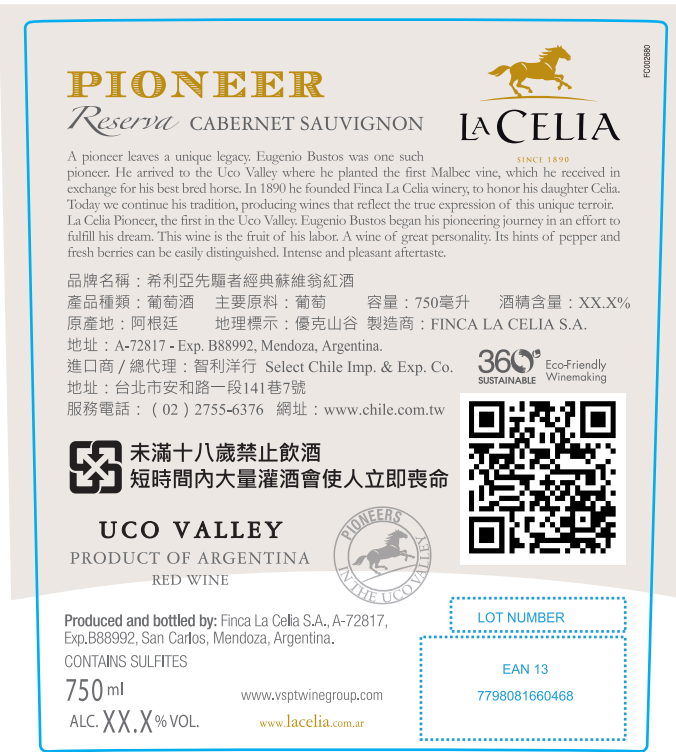 PIONEER
Reserva CABERNET SAUVIGNON
LA CELIA
SINCE 1890
FC002680
A pioneer leaves a unique legacy. Eugenio Bustos was one such
pioneer. He arrived to the Uco Valley where he planted the first Malbec vine, which he received in
exchange for his best bred horse. In 1890 he founded Finca La Celia winery, to honor his daughter Celia.
Today we continue his tradition, producing wines that reflect the true expression of this unique terroir.
La Celia Pioneer, the first in the Uco Valley. Eugenio Bustos began his pioneering journey in an effort to
fulfill his dream. This wine is the fruit of his labor. A wine of great personality. Its hints of pepper and
fresh berries can be easily distinguished. Intense and pleasant aftertaste.
品牌名稱：希利亞先驅者經典蘇維翁紅酒
產品種類：葡萄酒 主要原料：葡萄 容量：750毫升 酒精含量：XX.X%
原產地：阿根廷 地理標示：優克山谷 製造商：FINCA LA CELIA S.A.
地址：A-72817 - Exp. B88992, Mendoza, Argentina.
進口商 / 總代理：智利洋行 Select Chile Imp. & Exp. Co.
地址：台北市安和路一段141巷7號
服務電話：（02）2755-6376 網址：www.chile.com.tw
360°
SUSTAINABLE
Eco-Friendly
Winemaking
未滿十八歲禁止飲酒
短時間內大量灌酒會使人立即喪命
UCO VALLEY
PRODUCT OF ARGENTINA
RED WINE
PIONEERS
IN THE UCO VALLEY
Produced and bottled by: Finca La Celia S.A., A-72817,
Exp.B88992, San Carlos, Mendoza, Argentina.
CONTAINS SULFITES
750 ml
www.vsptwinegroup.com
ALC. XX.X % VOL.
www.lacelia.com.ar
LOT NUMBER
EAN 13
7798081660468